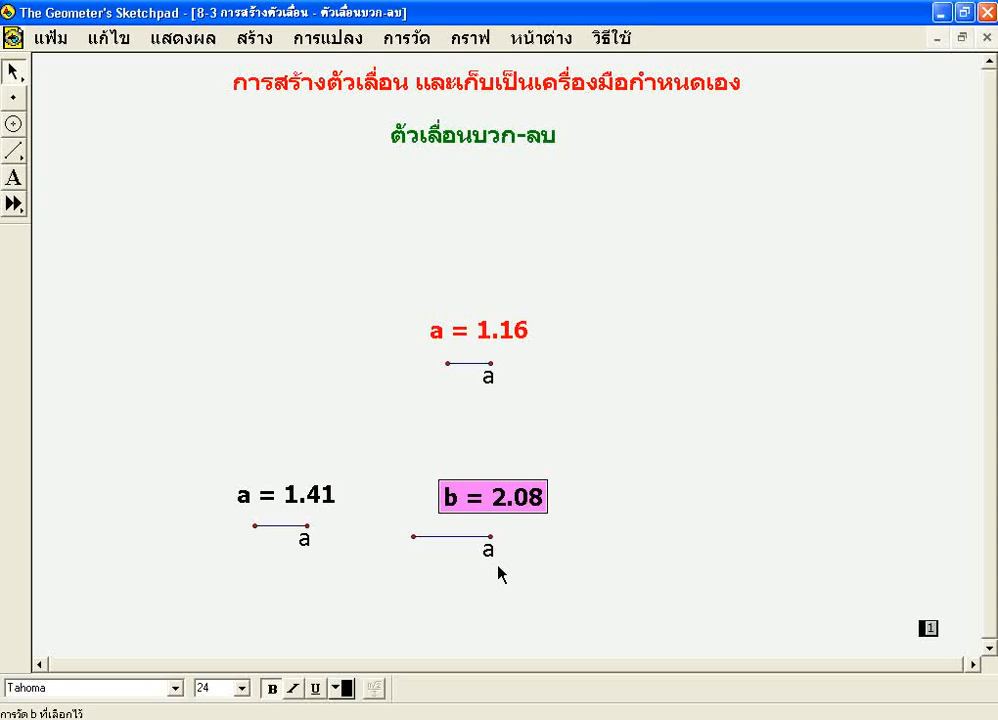 The Geometer's Sketchpad - [8-3 การสร้างตัวเลื่อน - ตัวเลื่อนบวก-ลบ]
แฟ้ม แก้ไข แสดงผล สร้าง การแปลง การวัด กราฟ หน้าต่าง วิธีใช้
การสร้างตัวเลื่อน และเก็บเป็นเครื่องมือกำหนดเอง
ตัวเลื่อนบวก-ลบ
A
a = 1.16
a
a = 1.41
b = 2.08
a
a
1
Tahoma 24 B I U
การวัด b ที่เลือกไว้